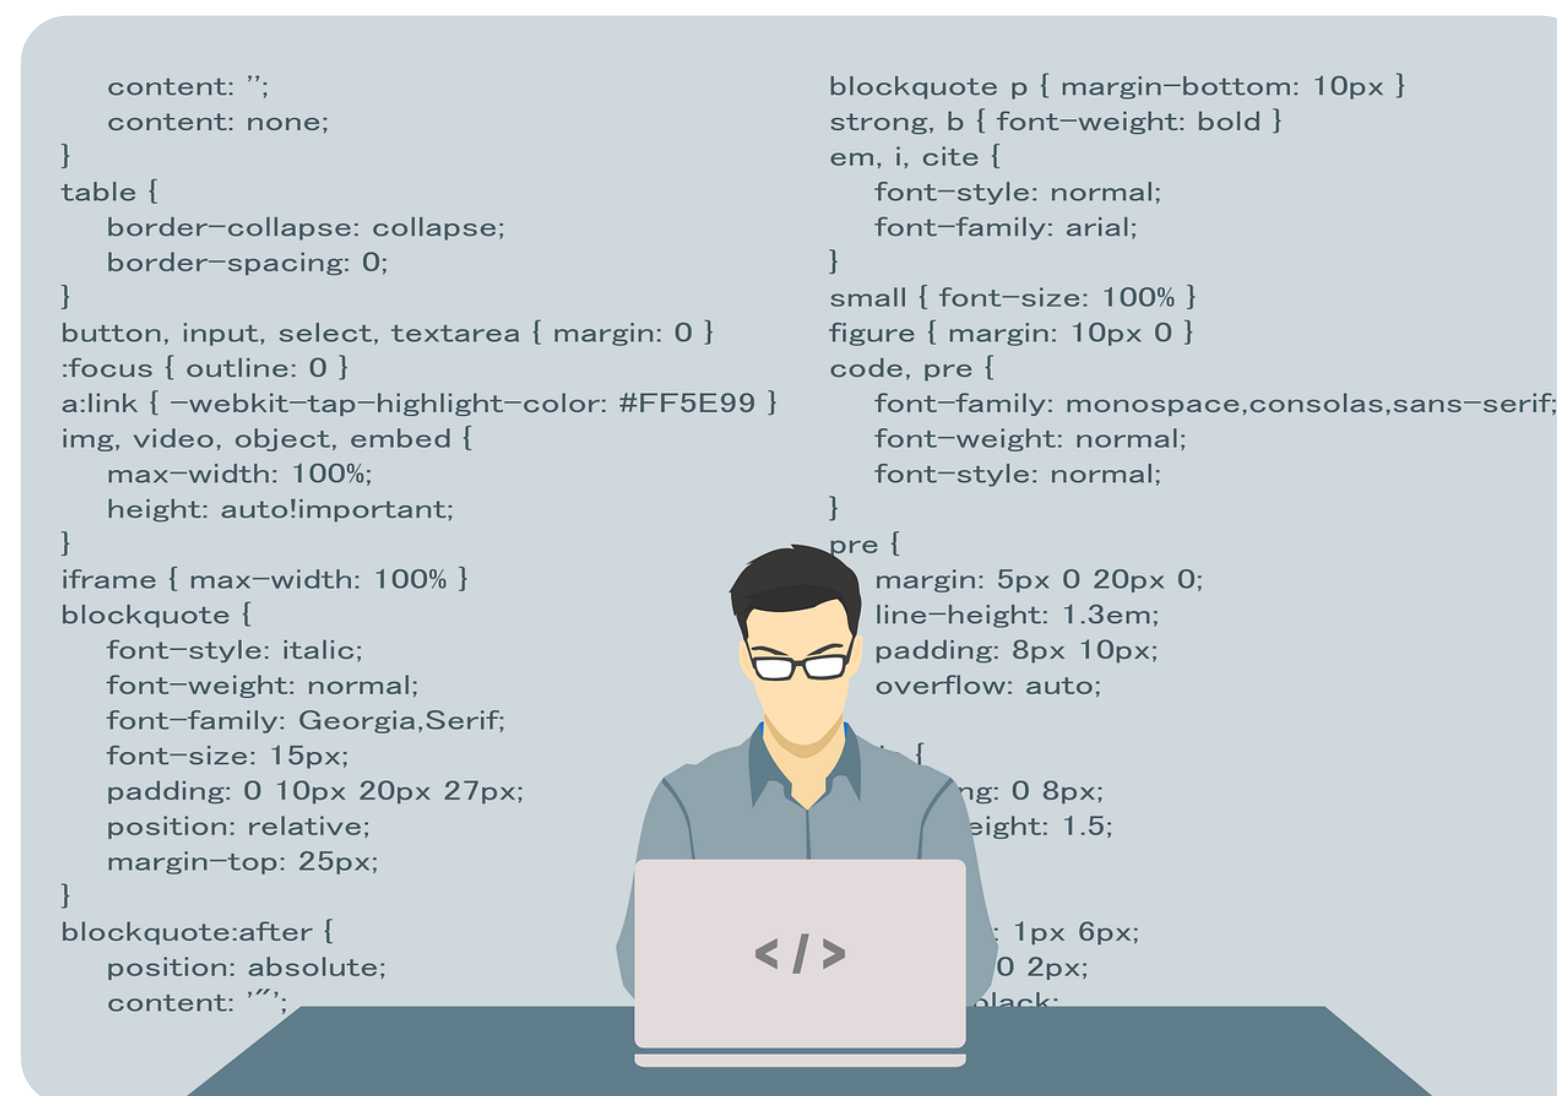 content: '';
content: none;
}
table {
border-collapse: collapse;
border-spacing: 0;
}
button, input, select, textarea { margin: 0 }
:focus { outline: 0 }
a:link { -webkit-tap-highlight-color: #FF5E99 }
img, video, object, embed {
max-width: 100%;
height: auto!important;
}
iframe { max-width: 100% }
blockquote {
font-style: italic;
font-weight: normal;
font-family: Georgia,Serif;
font-size: 15px;
padding: 0 10px 20px 27px;
position: relative;
margin-top: 25px;
}
blockquote:after {
position: absolute;
content: '"';
blockquote p { margin-bottom: 10px }
strong, b { font-weight: bold }
em, i, cite {
font-style: normal;
font-family: arial;
}
small { font-size: 100% }
figure { margin: 10px 0 }
code, pre {
font-family: monospace,consolas,sans-serif;
font-weight: normal;
font-style: normal;
}
pre {
margin: 5px 0 20px 0;
line-height: 1.3em;
padding: 8px 10px;
overflow: auto;
{
ng: 0 8px;
eight: 1.5;
: 1px 6px;
0 2px;
black;
</>